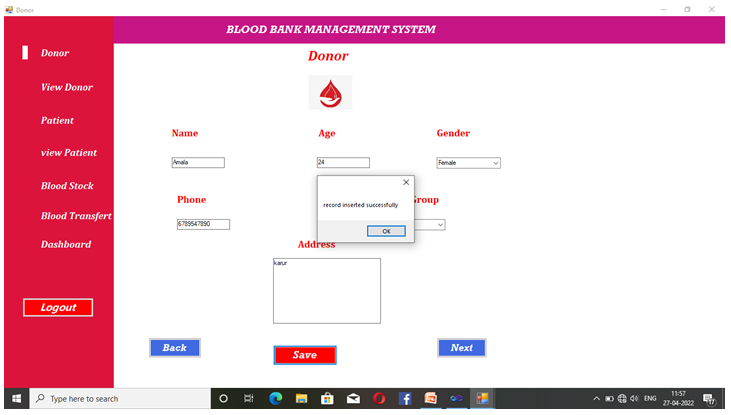 Donor
BLOOD BANK MANAGEMENT SYSTEM
Donor
Donor
View Donor
Patient
view Patient
Blood Stock
Blood Transfert
Dashboard
Logout
Name
Age
Gender
Amala
24
Female
Phone
Group
6789547890
record inserted successfully
OK
Address
karur
Back
Save
Next
Type here to search
ENG
11:57
27-04-2022
17